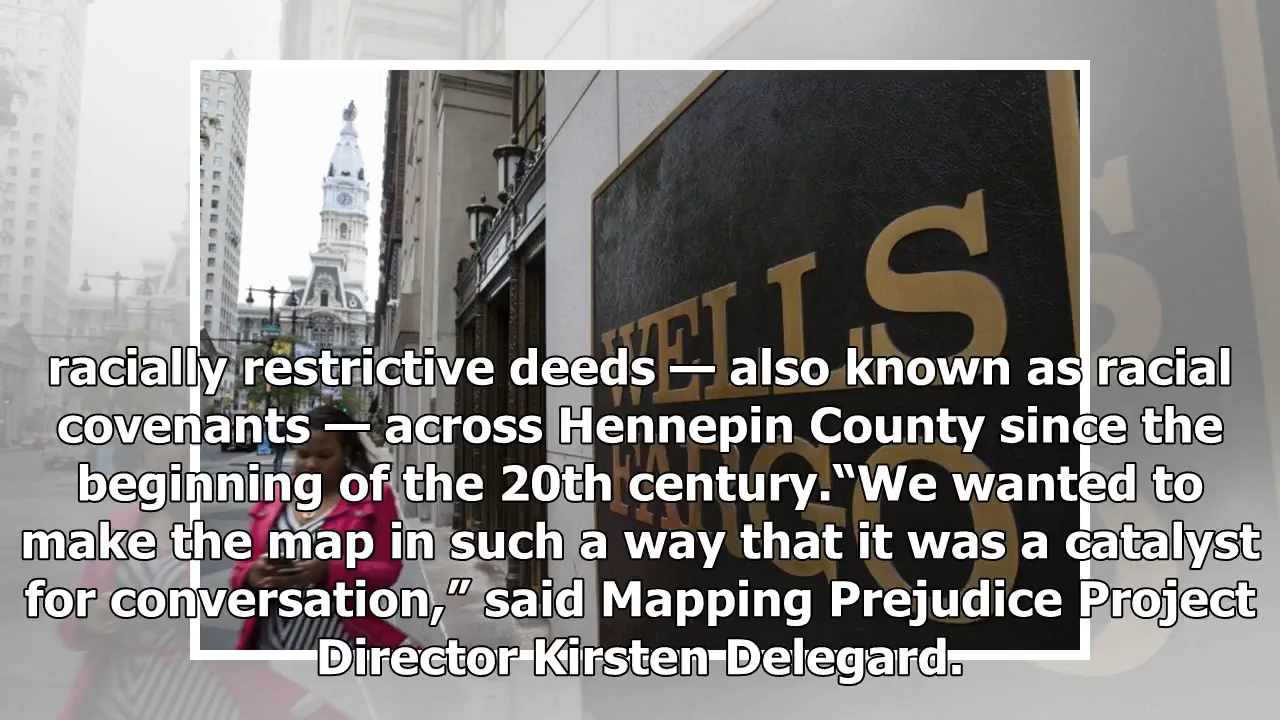 WELLS
FARGO
racially restrictive deeds — also known as racial
covenants — across Hennepin County since the
beginning of the 20th century.“We wanted to
make the map in such a way that it was a catalyst
for conversation,” said Mapping Prejudice Project
Director Kirsten Delegard.